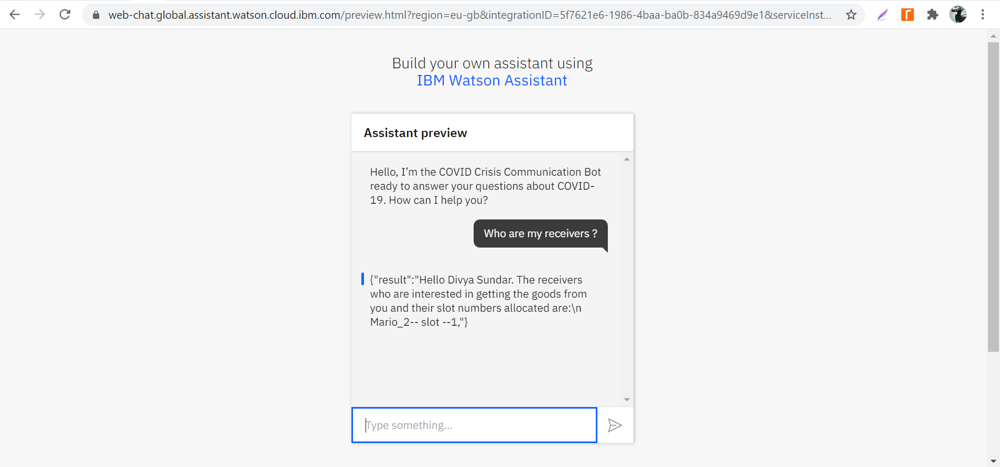 web-chat.global.assistant.watson.cloud.ibm.com/preview.html?region=eu-gb&integrationID=5f7621e6-1986-4baa-ba0b-834a9469d9e1&serviceInst...
Build your own assistant using
IBM Watson Assistant
Assistant preview
Hello, I’m the COVID Crisis Communication Bot
ready to answer your questions about COVID-
19. How can I help you?
Who are my receivers ?
{"result":"Hello Divya Sundar. The receivers
who are interested in getting the goods from
you and their slot numbers allocated are:\n
Mario_2-- slot --1,"}
Type something...